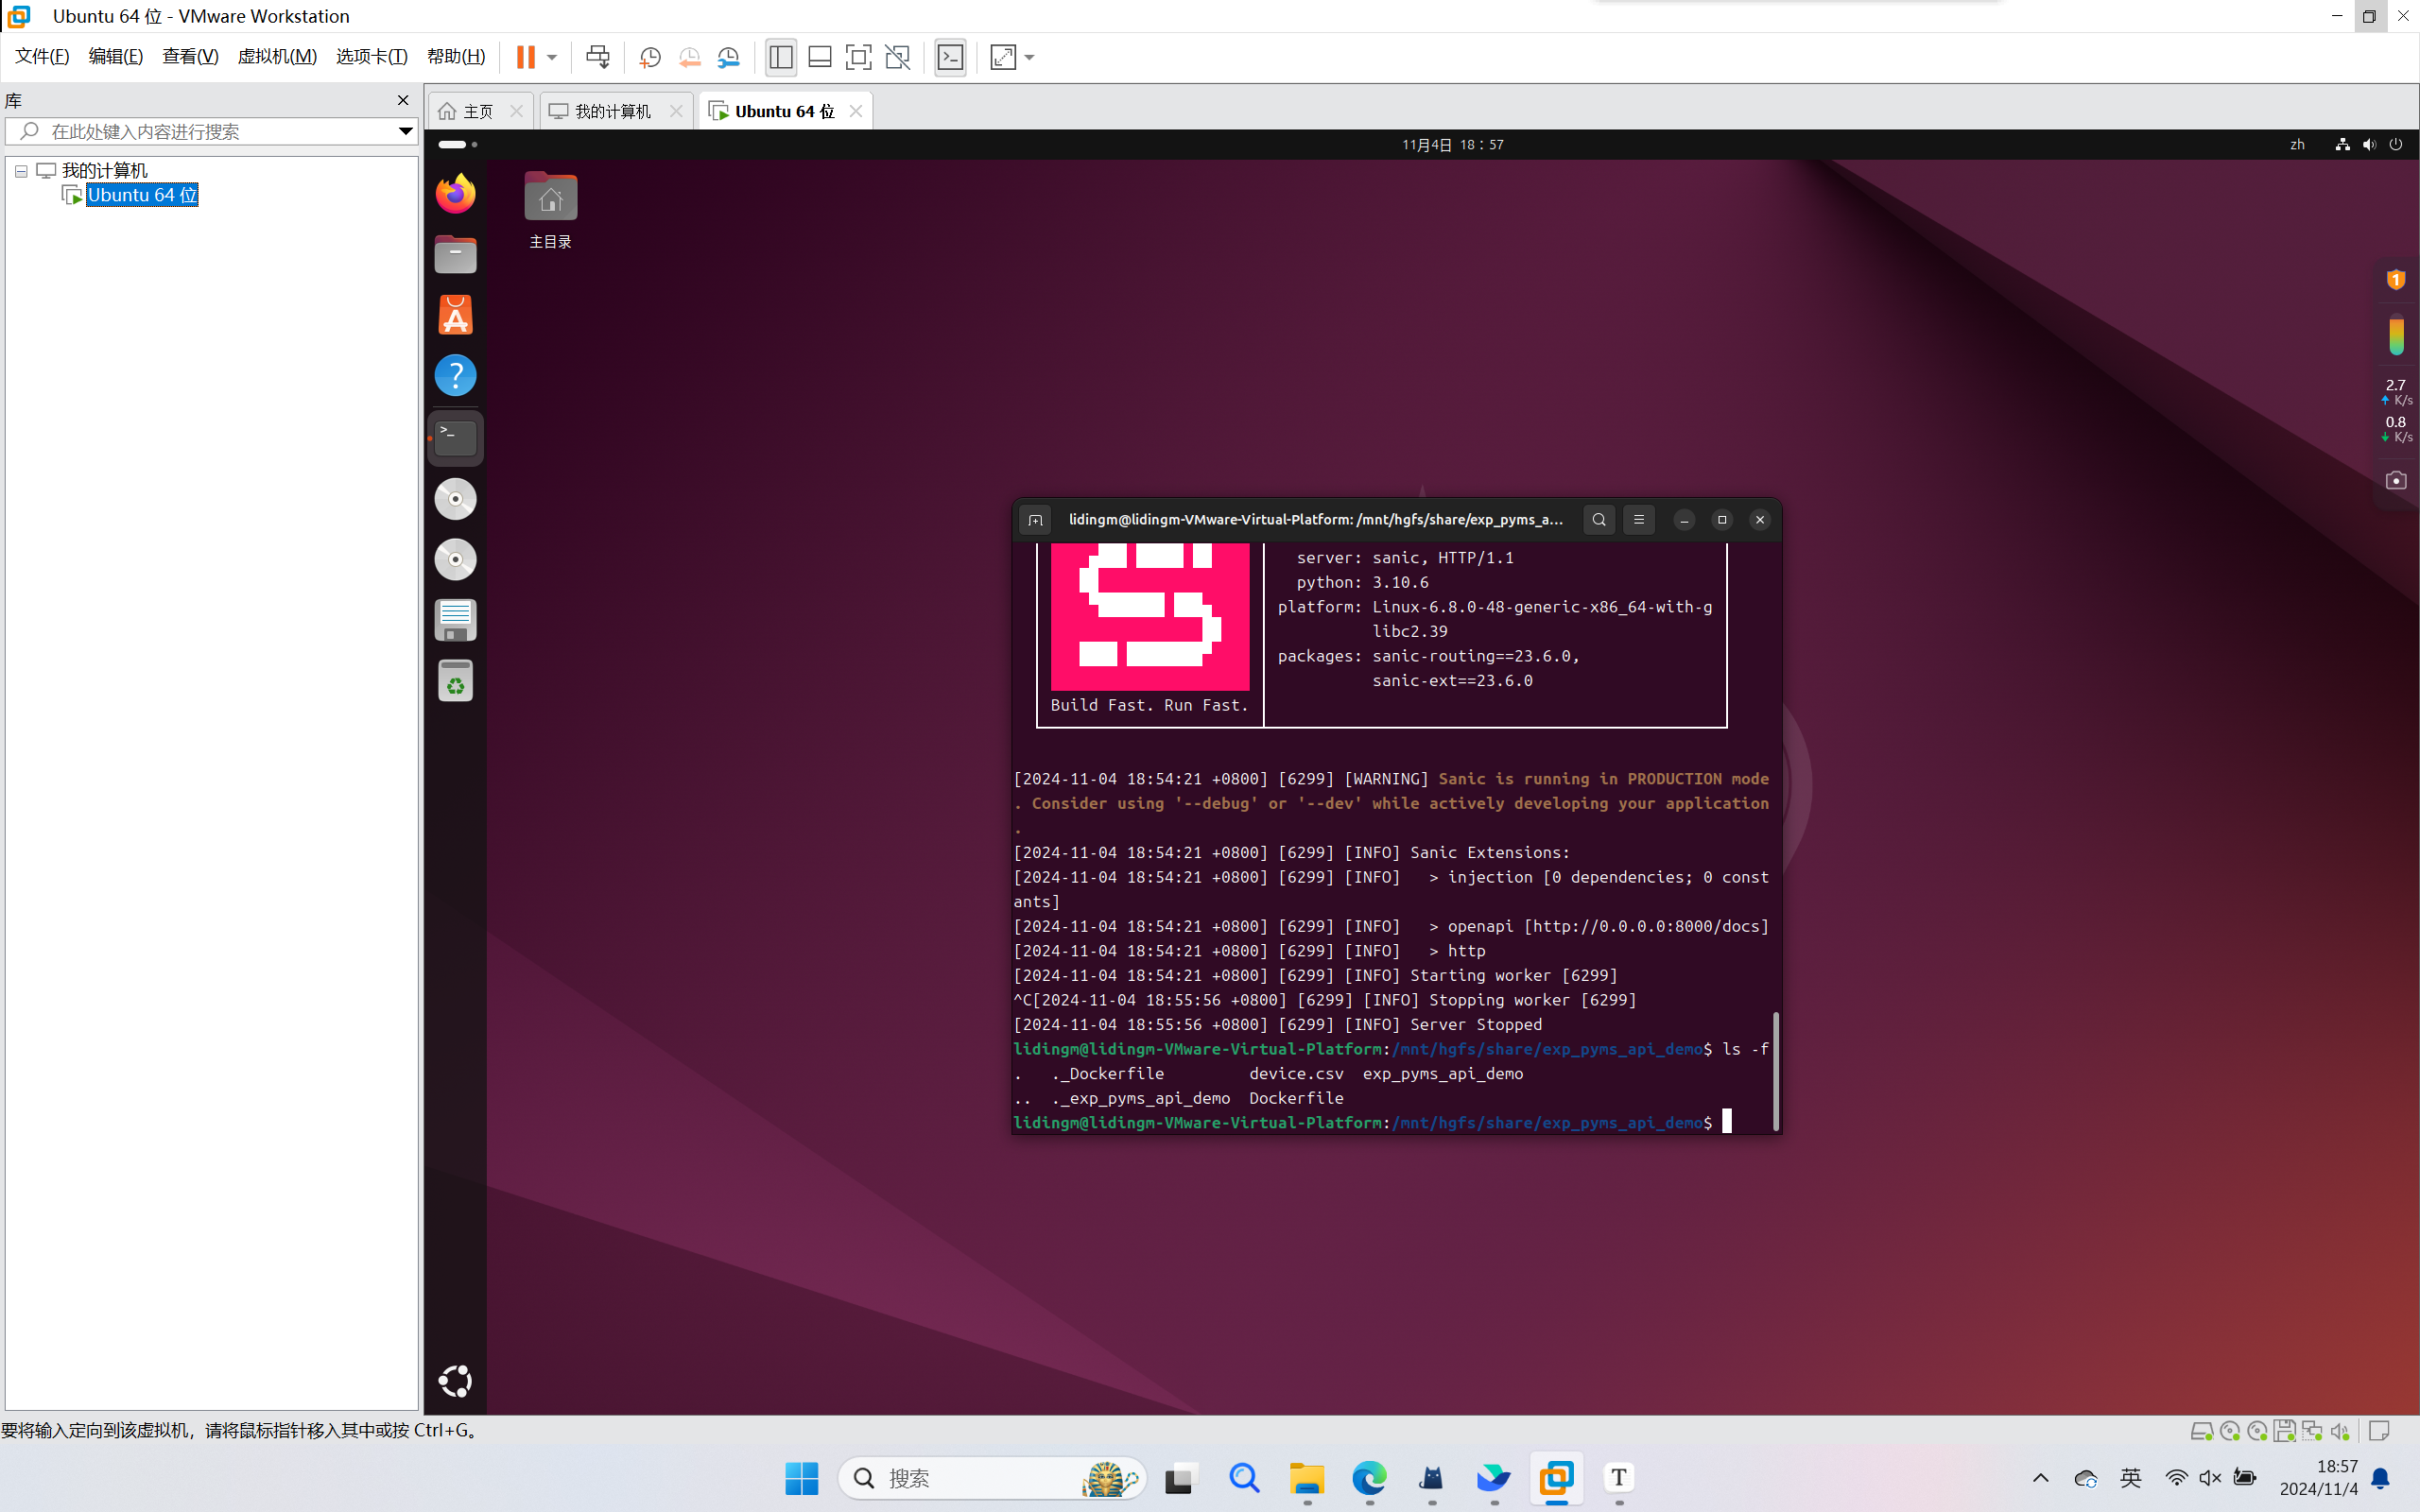 Ubuntu 64 位 - VMware Workstation
文件(F) 编辑(E) 查看(V) 虚拟机(M) 选项卡(T) 帮助(H)
库
在此处键入内容进行搜索
我的计算机
Ubuntu 64 位
主页 我的计算机 Ubuntu 64 位
11月4日 18：57
zh
主目录
1
2.7
K/s
0.8
K/s
lidingm@lidingm-VMware-Virtual-Platform: /mnt/hgfs/share/exp_pyms_a...
server: sanic, HTTP/1.1
python: 3.10.6
platform: Linux-6.8.0-48-generic-x86_64-with-g
libc2.39
packages: sanic-routing==23.6.0,
sanic-ext==23.6.0
Build Fast. Run Fast.
[2024-11-04 18:54:21 +0800] [6299] [WARNING] Sanic is running in PRODUCTION mode
. Consider using '--debug' or '--dev' while actively developing your application
.
[2024-11-04 18:54:21 +0800] [6299] [INFO] Sanic Extensions:
[2024-11-04 18:54:21 +0800] [6299] [INFO]   > injection [0 dependencies; 0 const
ants]
[2024-11-04 18:54:21 +0800] [6299] [INFO]   > openapi [http://0.0.0.0:8000/docs]
[2024-11-04 18:54:21 +0800] [6299] [INFO]   > http
[2024-11-04 18:54:21 +0800] [6299] [INFO] Starting worker [6299]
^C[2024-11-04 18:55:56 +0800] [6299] [INFO] Stopping worker [6299]
[2024-11-04 18:55:56 +0800] [6299] [INFO] Server Stopped
lidingm@lidingm-VMware-Virtual-Platform:/mnt/hgfs/share/exp_pyms_api_demo$ ls -f
.   ._Dockerfile         device.csv  exp_pyms_api_demo
..  ._exp_pyms_api_demo  Dockerfile
lidingm@lidingm-VMware-Virtual-Platform:/mnt/hgfs/share/exp_pyms_api_demo$
要将输入定向到该虚拟机，请将鼠标指针移入其中或按 Ctrl+G。
搜索
T
英
18:57
2024/11/4